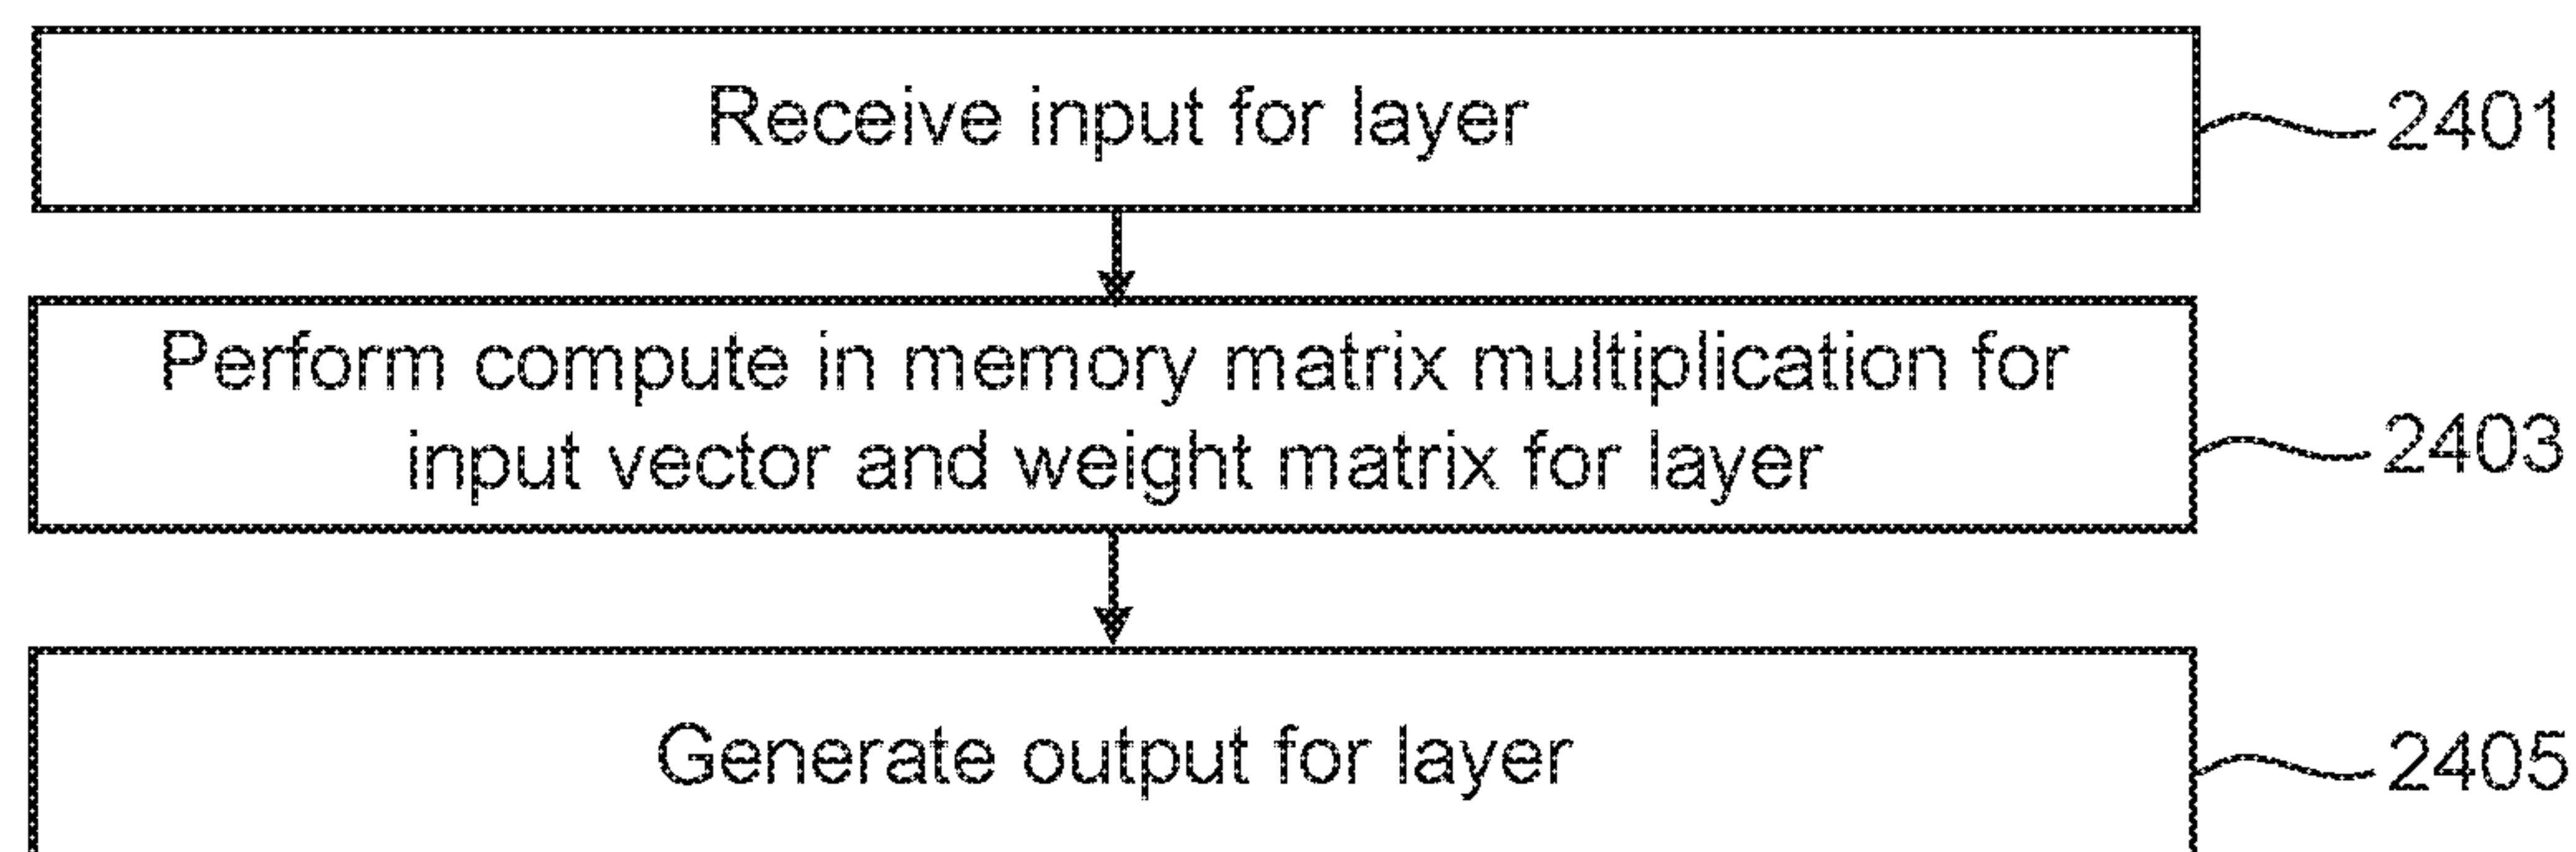 Receive input for layer
2401
Perform compute in memory matrix multiplication for
input vector and weight matrix for layer
2403
Generate output for layer
2405